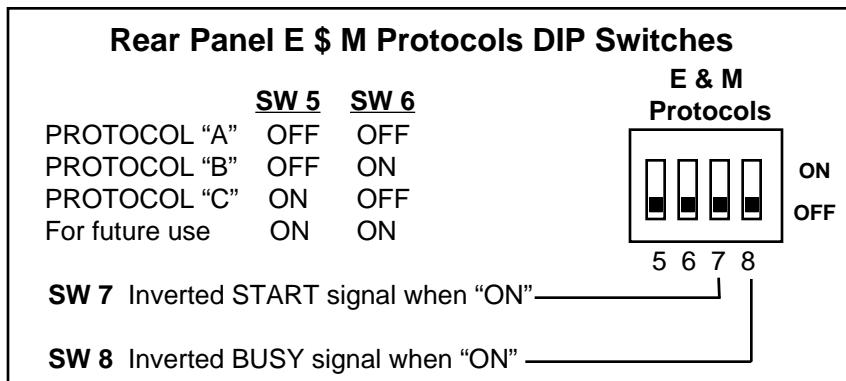 Rear Panel E $ M Protocols DIP Switches
E & M
Protocols
SW 5 SW 6
PROTOCOL “A” OFF OFF
PROTOCOL “B” OFF ON
PROTOCOL “C” ON OFF
For future use ON ON
ON
OFF
5 6 7 8
SW 7 Inverted START signal when “ON”
SW 8 Inverted BUSY signal when “ON”